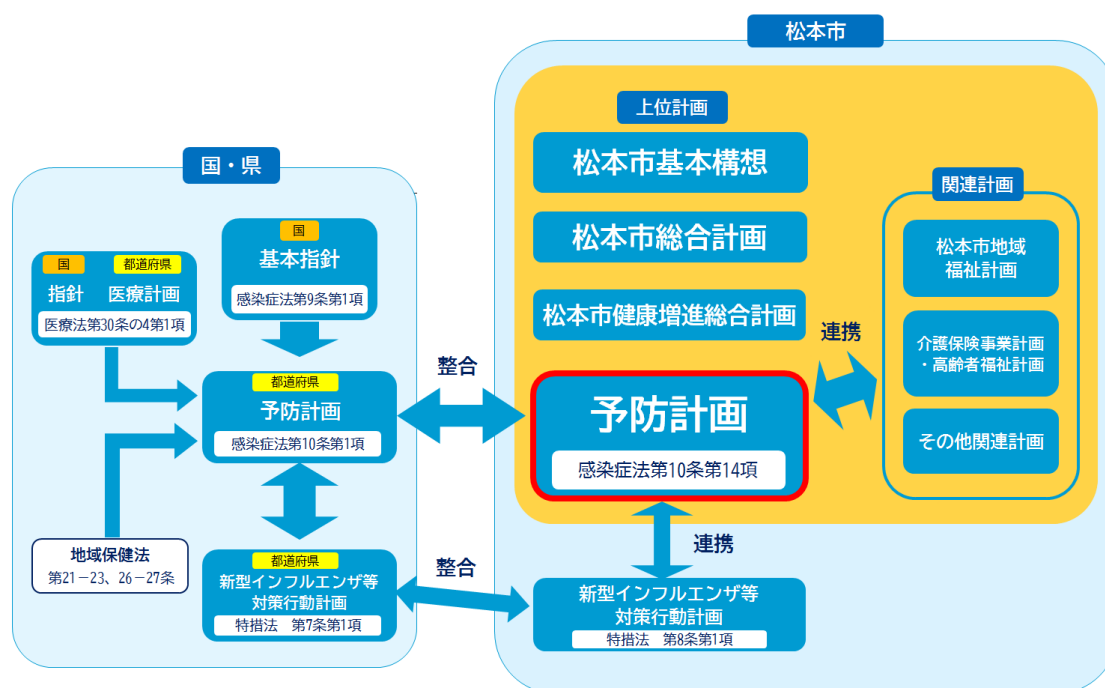 国・県
国
基本指針
感染症法第9条第1項
国
都道府県
指針
医療計画
医療法第30条の4第1項
都道府県
予防計画
感染症法第10条第1項
地域保健法
第21－23、26－27条
都道府県
新型インフルエンザ等
対策行動計画
特措法　第7条第1項
整合
整合
松本市
上位計画
松本市基本構想
松本市総合計画
松本市健康増進総合計画
予防計画
感染症法第10条第14項
連携
連携
新型インフルエンザ等
対策行動計画
特措法　第8条第1項
関連計画
松本市地域
福祉計画
介護保険事業計画
・高齢者福祉計画
その他関連計画